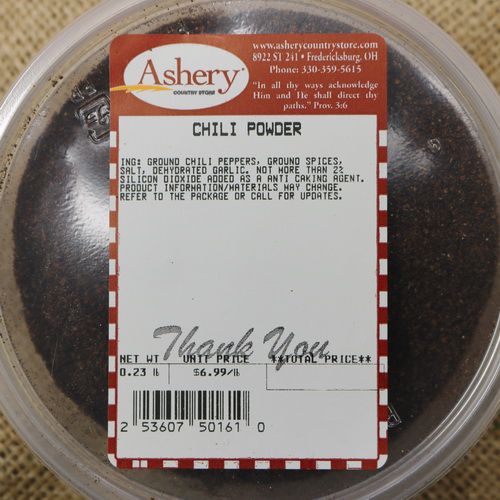 Ashery
COUNTRY STORE
www.asherycountrystore.com
8922 ST 241 • Fredericksburg, OH
Phone: 330-359-5615
"In all thy ways acknowledge
Him and He shall direct thy
paths." Prov. 3:6
CHILI POWDER
ING: GROUND CHILI PEPPERS, GROUND SPICES,
SALT, DEHYDRATED GARLIC. NOT MORE THAN 2%
SILICON DIOXIDE ADDED AS A ANTI CAKING AGENT.
PRODUCT INFORMATION/MATERIALS MAY CHANGE.
REFER TO THE PACKAGE OR CALL FOR UPDATES.
Thank You
NET WT UNIT PRICE **TOTAL PRICE**
0.23 lb $6.99/lb
2 53607 50161 0